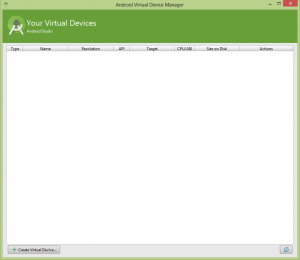 Android Virtual Device Manager
Your Virtual Devices
Android Studio
Type Name Resolution API Target CPU/ABI Size on Disk Actions
+ Create Virtual Device...